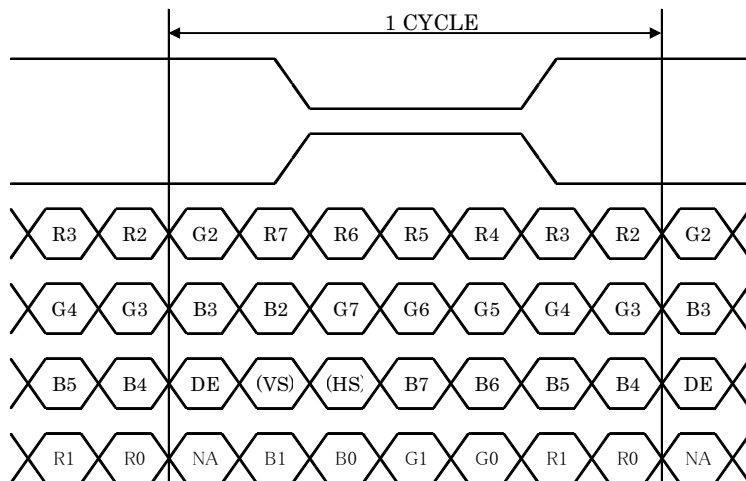 1 CYCLE
R3 R2 G2 R7 R6 R5 R4 R3 R2 G2
G4 G3 B3 B2 G7 G6 G5 G4 G3 B3
B5 B4 DE (VS) (HS) B7 B6 B5 B4 DE
R1 R0 NA B1 B0 G1 G0 R1 R0 NA